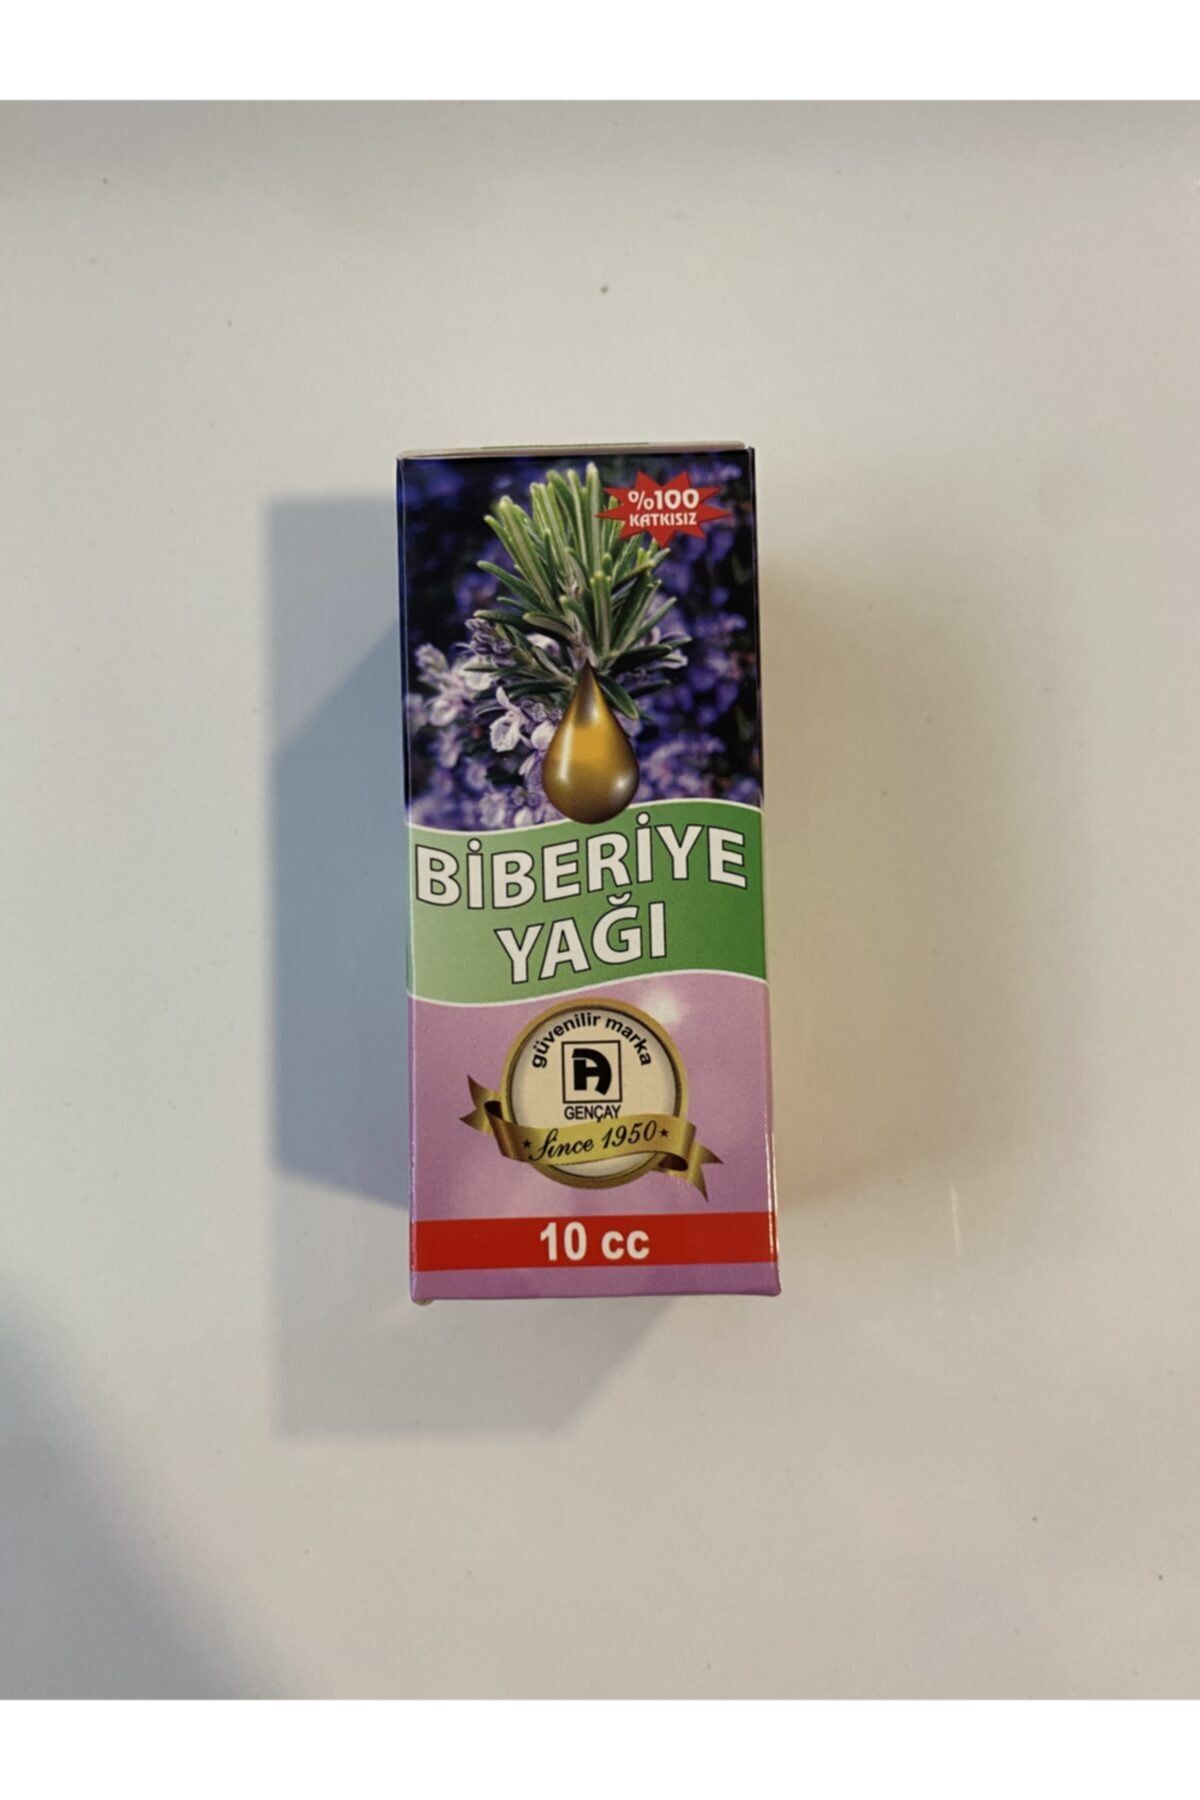 %100
KATKISIZ
BİBERİYE
YAĞI
güvenilir marka
GENÇAY
Since 1950
10 cc